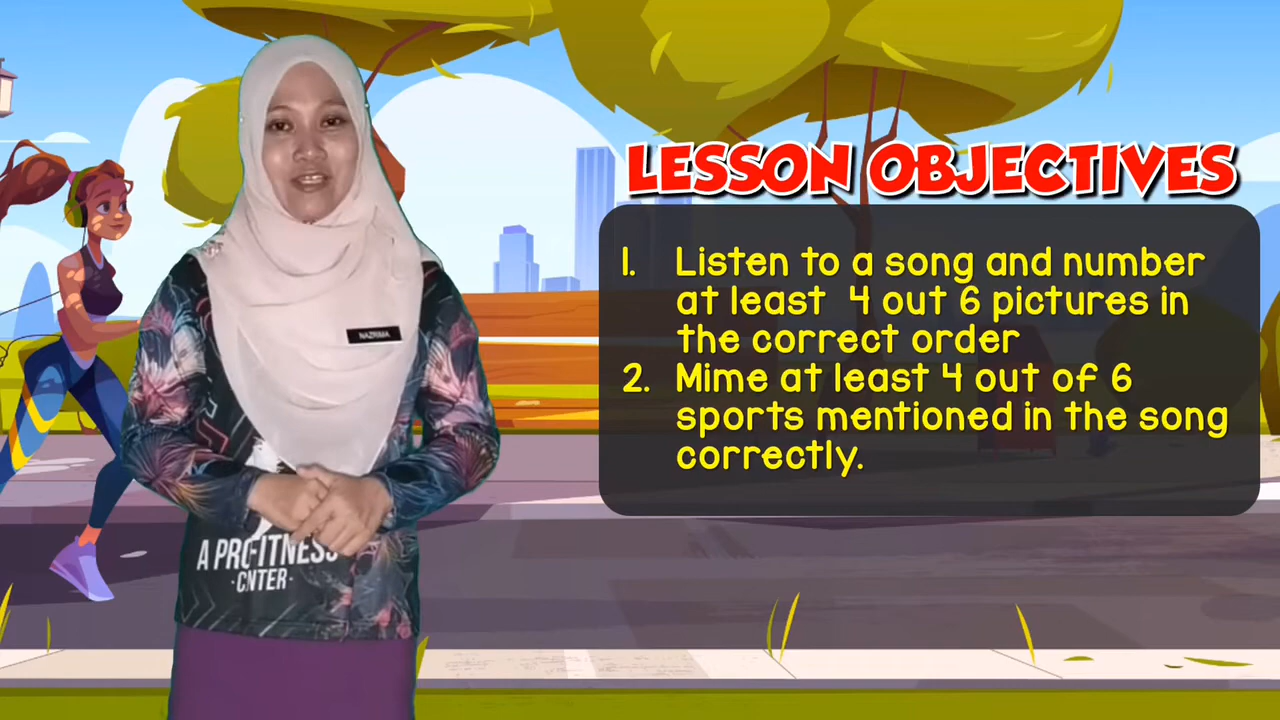 LESSON OBJECTIVES
1. Listen to a song and number
at least 4 out 6 pictures in
the correct order
2. Mime at least 4 out of 6
sports mentioned in the song
correctly.
NAZRIMA
A PRO FITNESS
-CNTER-